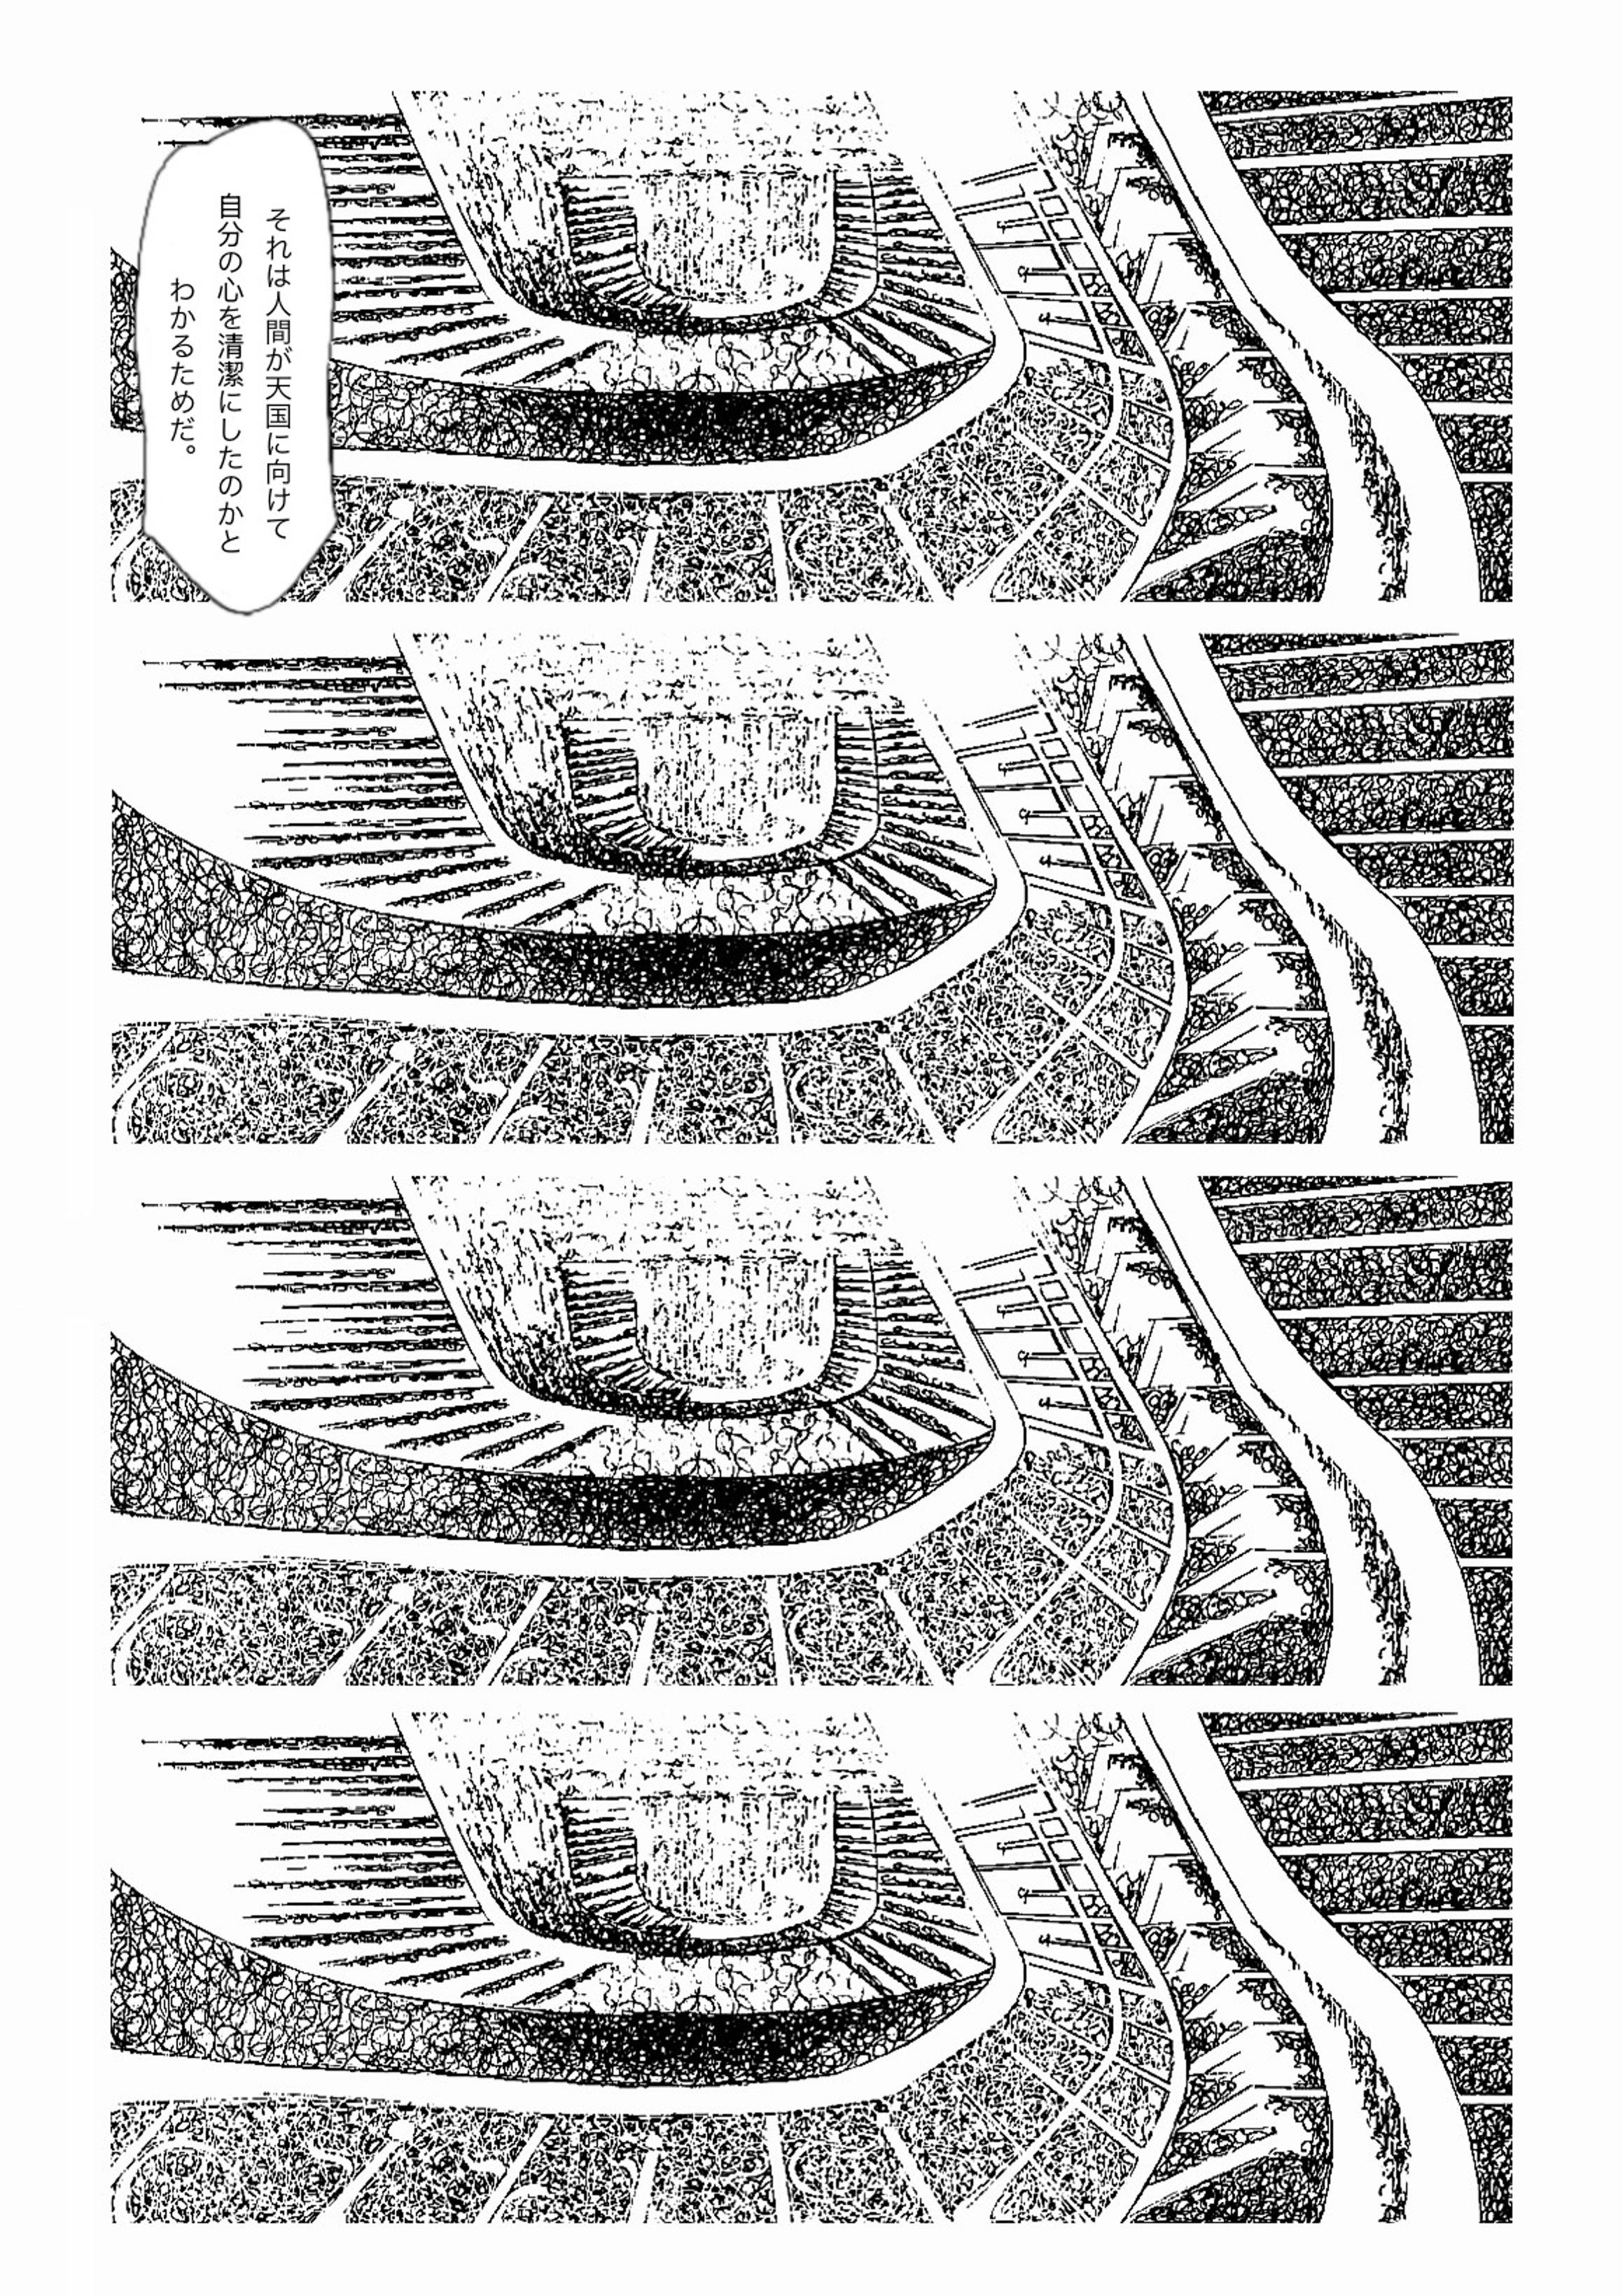 それは人間が天国に向けて
自分の心を清潔にしたのかと
わかるためだ。